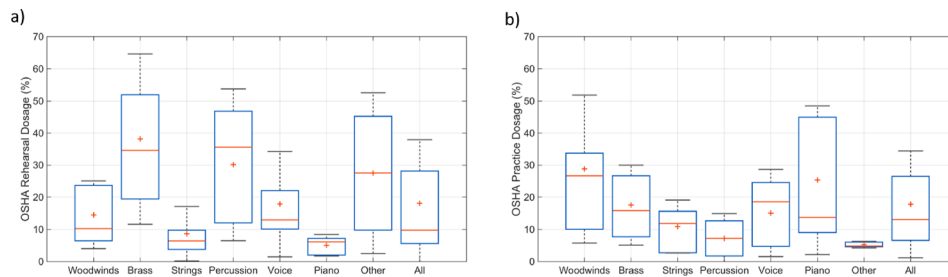 a)
OSHA Rehearsal Dosage (%)
70
60
50
40
30
20
10
0
Woodwinds Brass Strings Percussion Voice Piano Other All
b)
OSHA Practice Dosage (%)
70
60
50
40
30
20
10
0
Woodwinds Brass Strings Percussion Voice Piano Other All